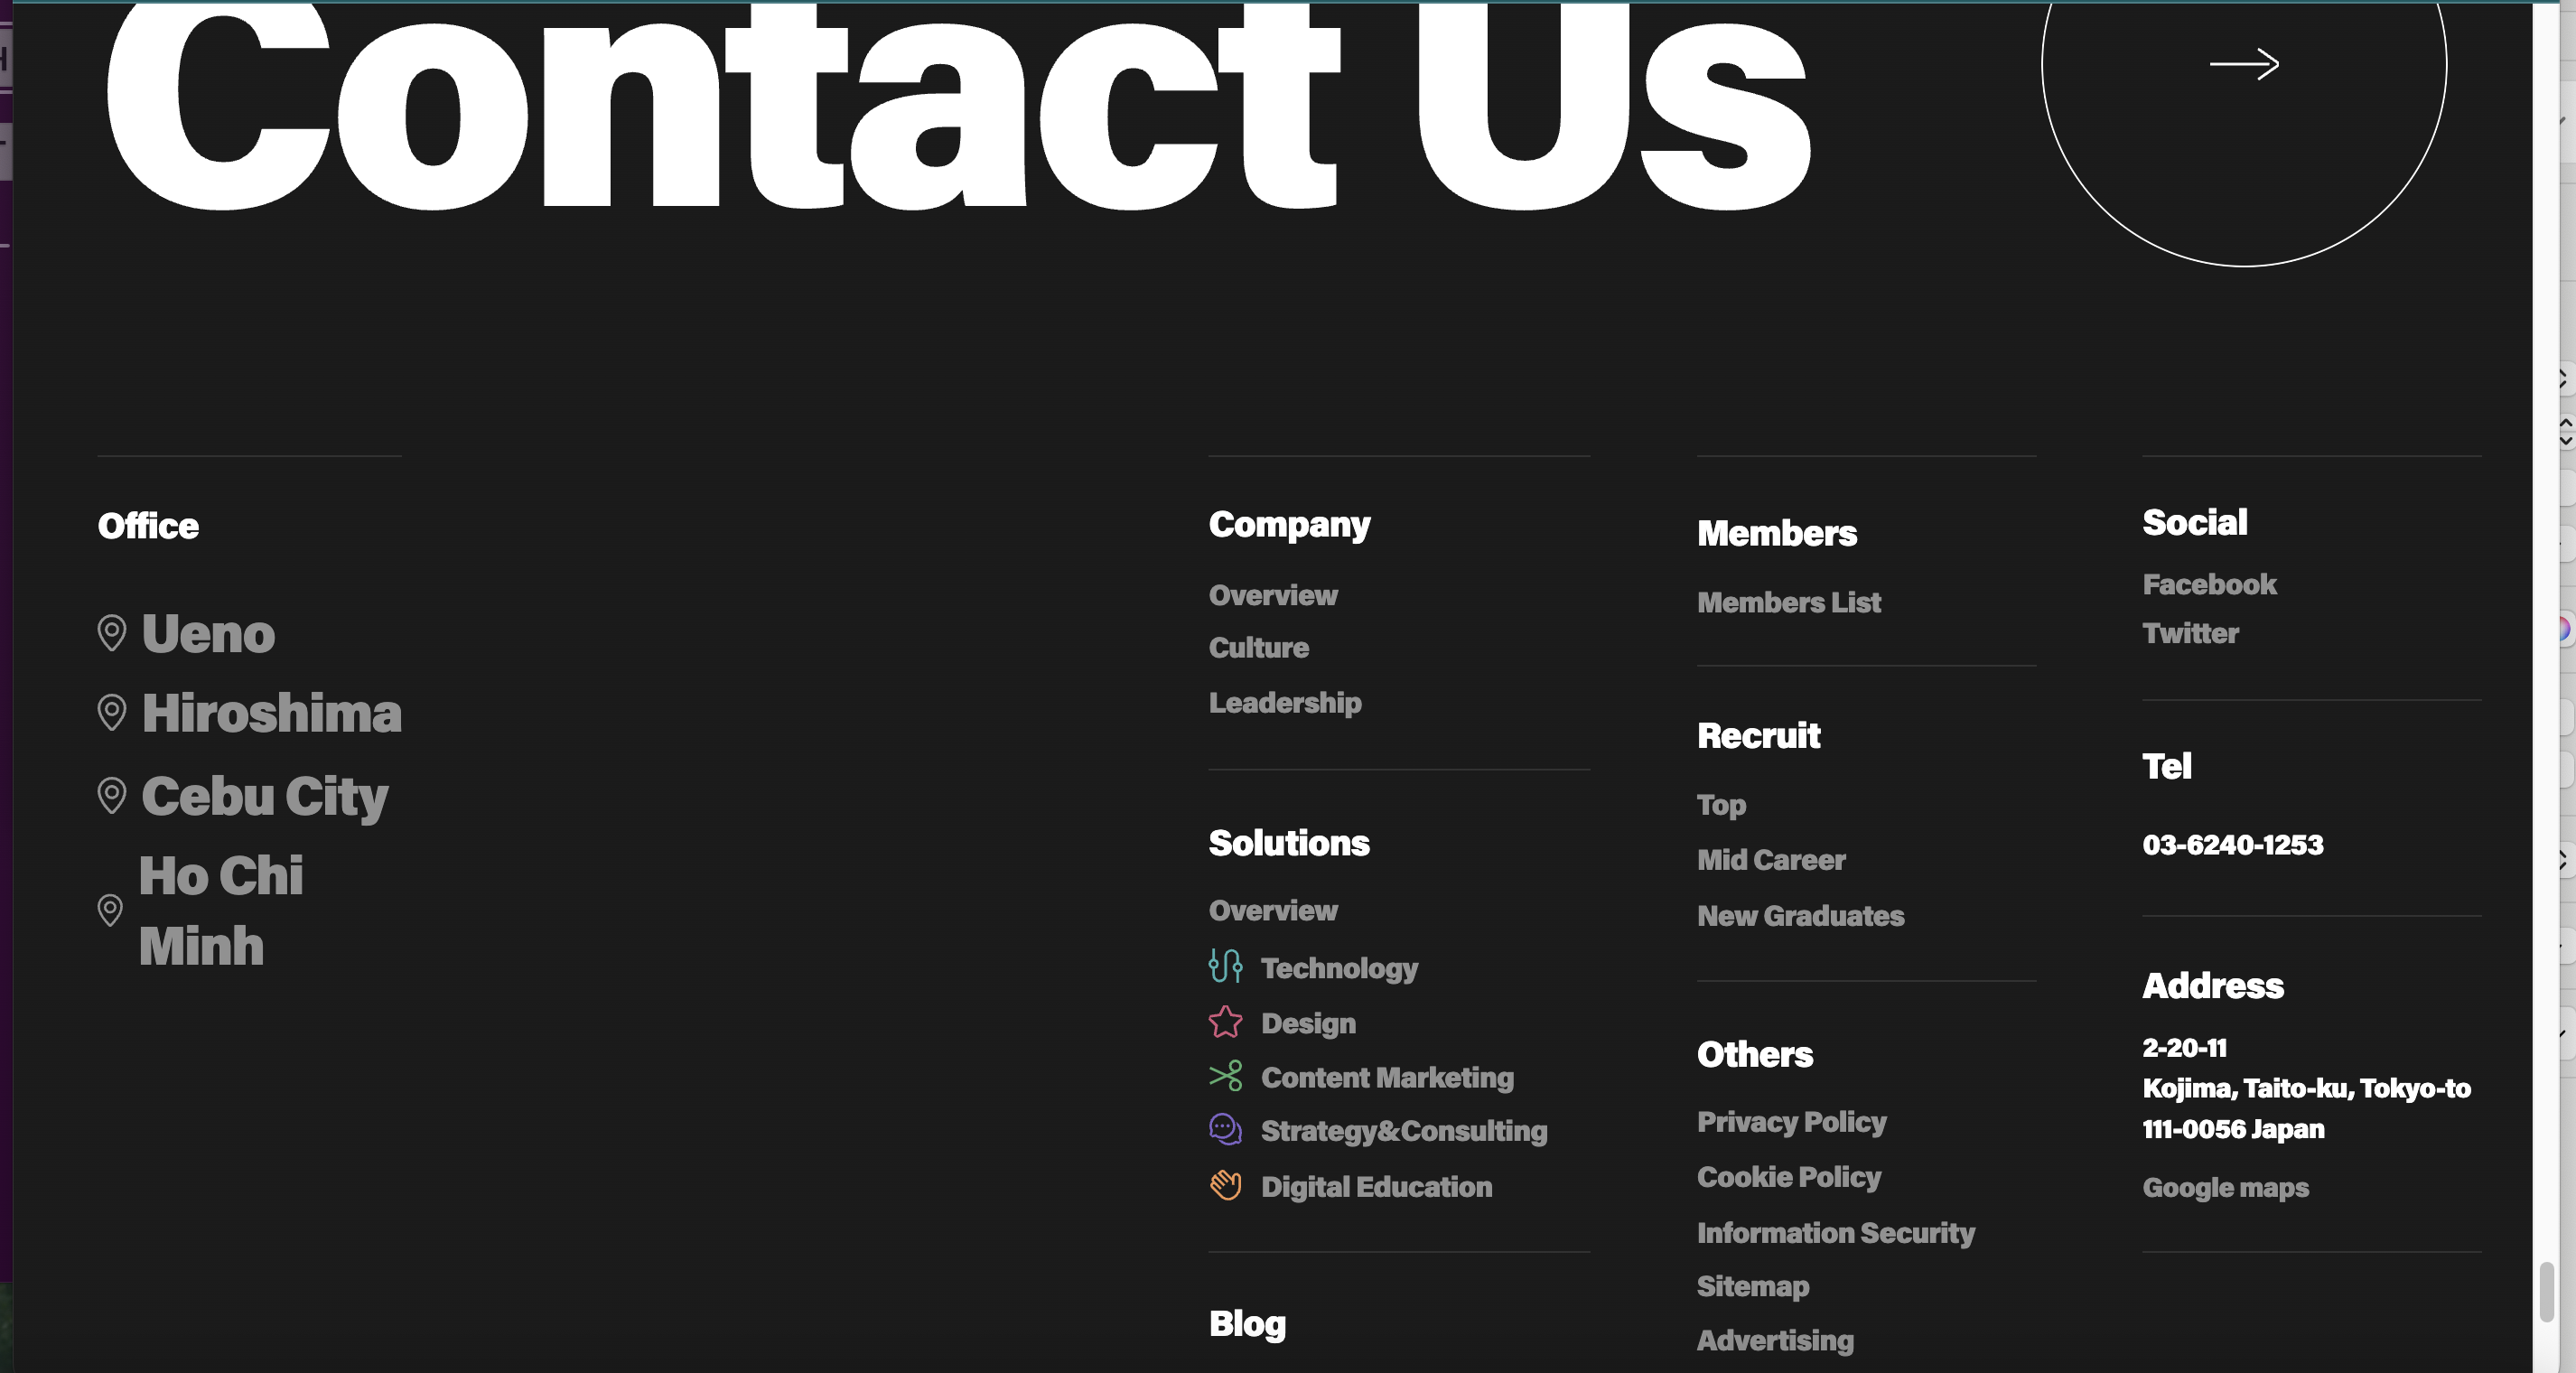 Contact Us
Office
Ueno
Hiroshima
Cebu City
Ho Chi
Minh
Company
Overview
Culture
Leadership
Solutions
Overview
Technology
Design
Content Marketing
Strategy&Consulting
Digital Education
Blog
Members
Members List
Recruit
Top
Mid Career
New Graduates
Others
Privacy Policy
Cookie Policy
Information Security
Sitemap
Advertising
Social
Facebook
Twitter
Tel
03-6240-1253
Address
2-20-11
Kojima, Taito-ku, Tokyo-to
111-0056 Japan
Google maps